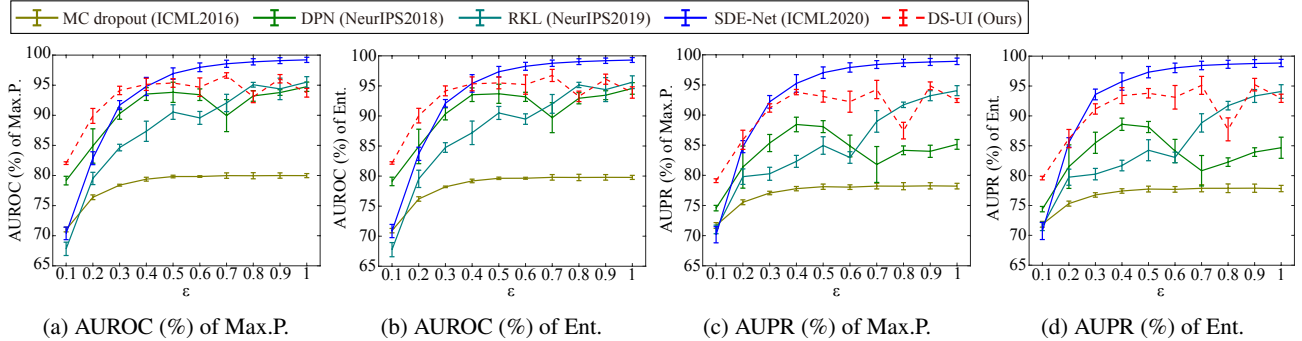 MC dropout (ICML2016) DPN (NeurIPS2018) RKL (NeurIPS2019) SDE-Net (ICML2020) DS-UI (Ours)
AUROC (%) of Max.P.
100
95
90
85
80
75
70
65
0.1 0.2 0.3 0.4 0.5 0.6 0.7 0.8 0.9 1
ε
(a) AUROC (%) of Max.P.
AUROC (%) of Ent.
100
95
90
85
80
75
70
65
0.1 0.2 0.3 0.4 0.5 0.6 0.7 0.8 0.9 1
ε
(b) AUROC (%) of Ent.
AUPR (%) of Max.P.
100
95
90
85
80
75
70
65
0.1 0.2 0.3 0.4 0.5 0.6 0.7 0.8 0.9 1
ε
(c) AUPR (%) of Max.P.
AUPR (%) of Ent.
100
95
90
85
80
75
70
65
0.1 0.2 0.3 0.4 0.5 0.6 0.7 0.8 0.9 1
ε
(d) AUPR (%) of Ent.